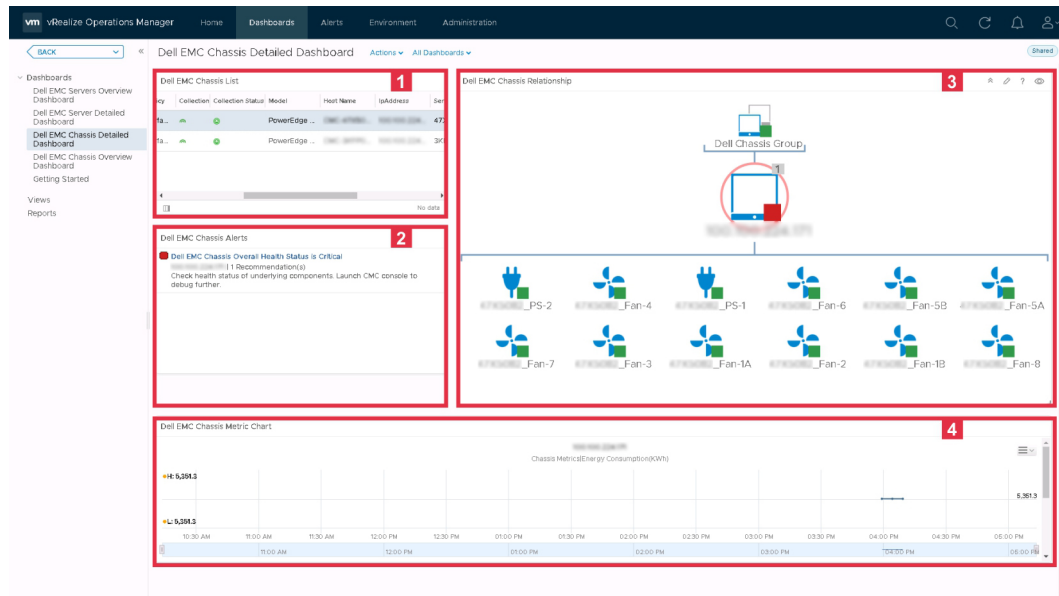 vm vRealize Operations Manager Home Dashboards Alerts Environment Administration
BACK
Dell EMC Chassis Detailed Dashboard Actions All Dashboards Shared
Dashboards
Dell EMC Servers Overview
Dashboard
Dell EMC Server Detailed
Dashboard
Dell EMC Chassis Detailed
Dashboard
Dell EMC Chassis Overview
Dashboard
Getting Started
Views
Reports
Dell EMC Chassis List 1
icy Collection Collection Status Model Host Name IpAddress Ser
fa... PowerEdge ... 47
fa... PowerEdge ... 3K
No data
Dell EMC Chassis Alerts 2
Dell EMC Chassis Overall Health Status is Critical
| 1 Recommendation(s)
Check health status of underlying components. Launch CMC console to
debug further.
Dell EMC Chassis Relationship 3 ?
Dell Chassis Group
1
100.100.224.171
_PS-2 _Fan-4 _PS-1 _Fan-6 _Fan-5B _Fan-5A
_Fan-7 _Fan-3 _Fan-1A _Fan-2 _Fan-1B _Fan-8
Dell EMC Chassis Metric Chart 4
Chassis Metrics|Energy Consumption(KWh)
H: 5,351.3
5,351.3
L: 5,351.3
10:30 AM 11:00 AM 11:30 AM 12:00 PM 12:30 PM 01:00 PM 01:30 PM 02:00 PM 02:30 PM 03:00 PM 03:30 PM 04:00 PM 04:30 PM 05:00 PM
11:00 AM 12:00 PM 01:00 PM 02:00 PM 03:00 PM 04:00 PM 05:00 PM